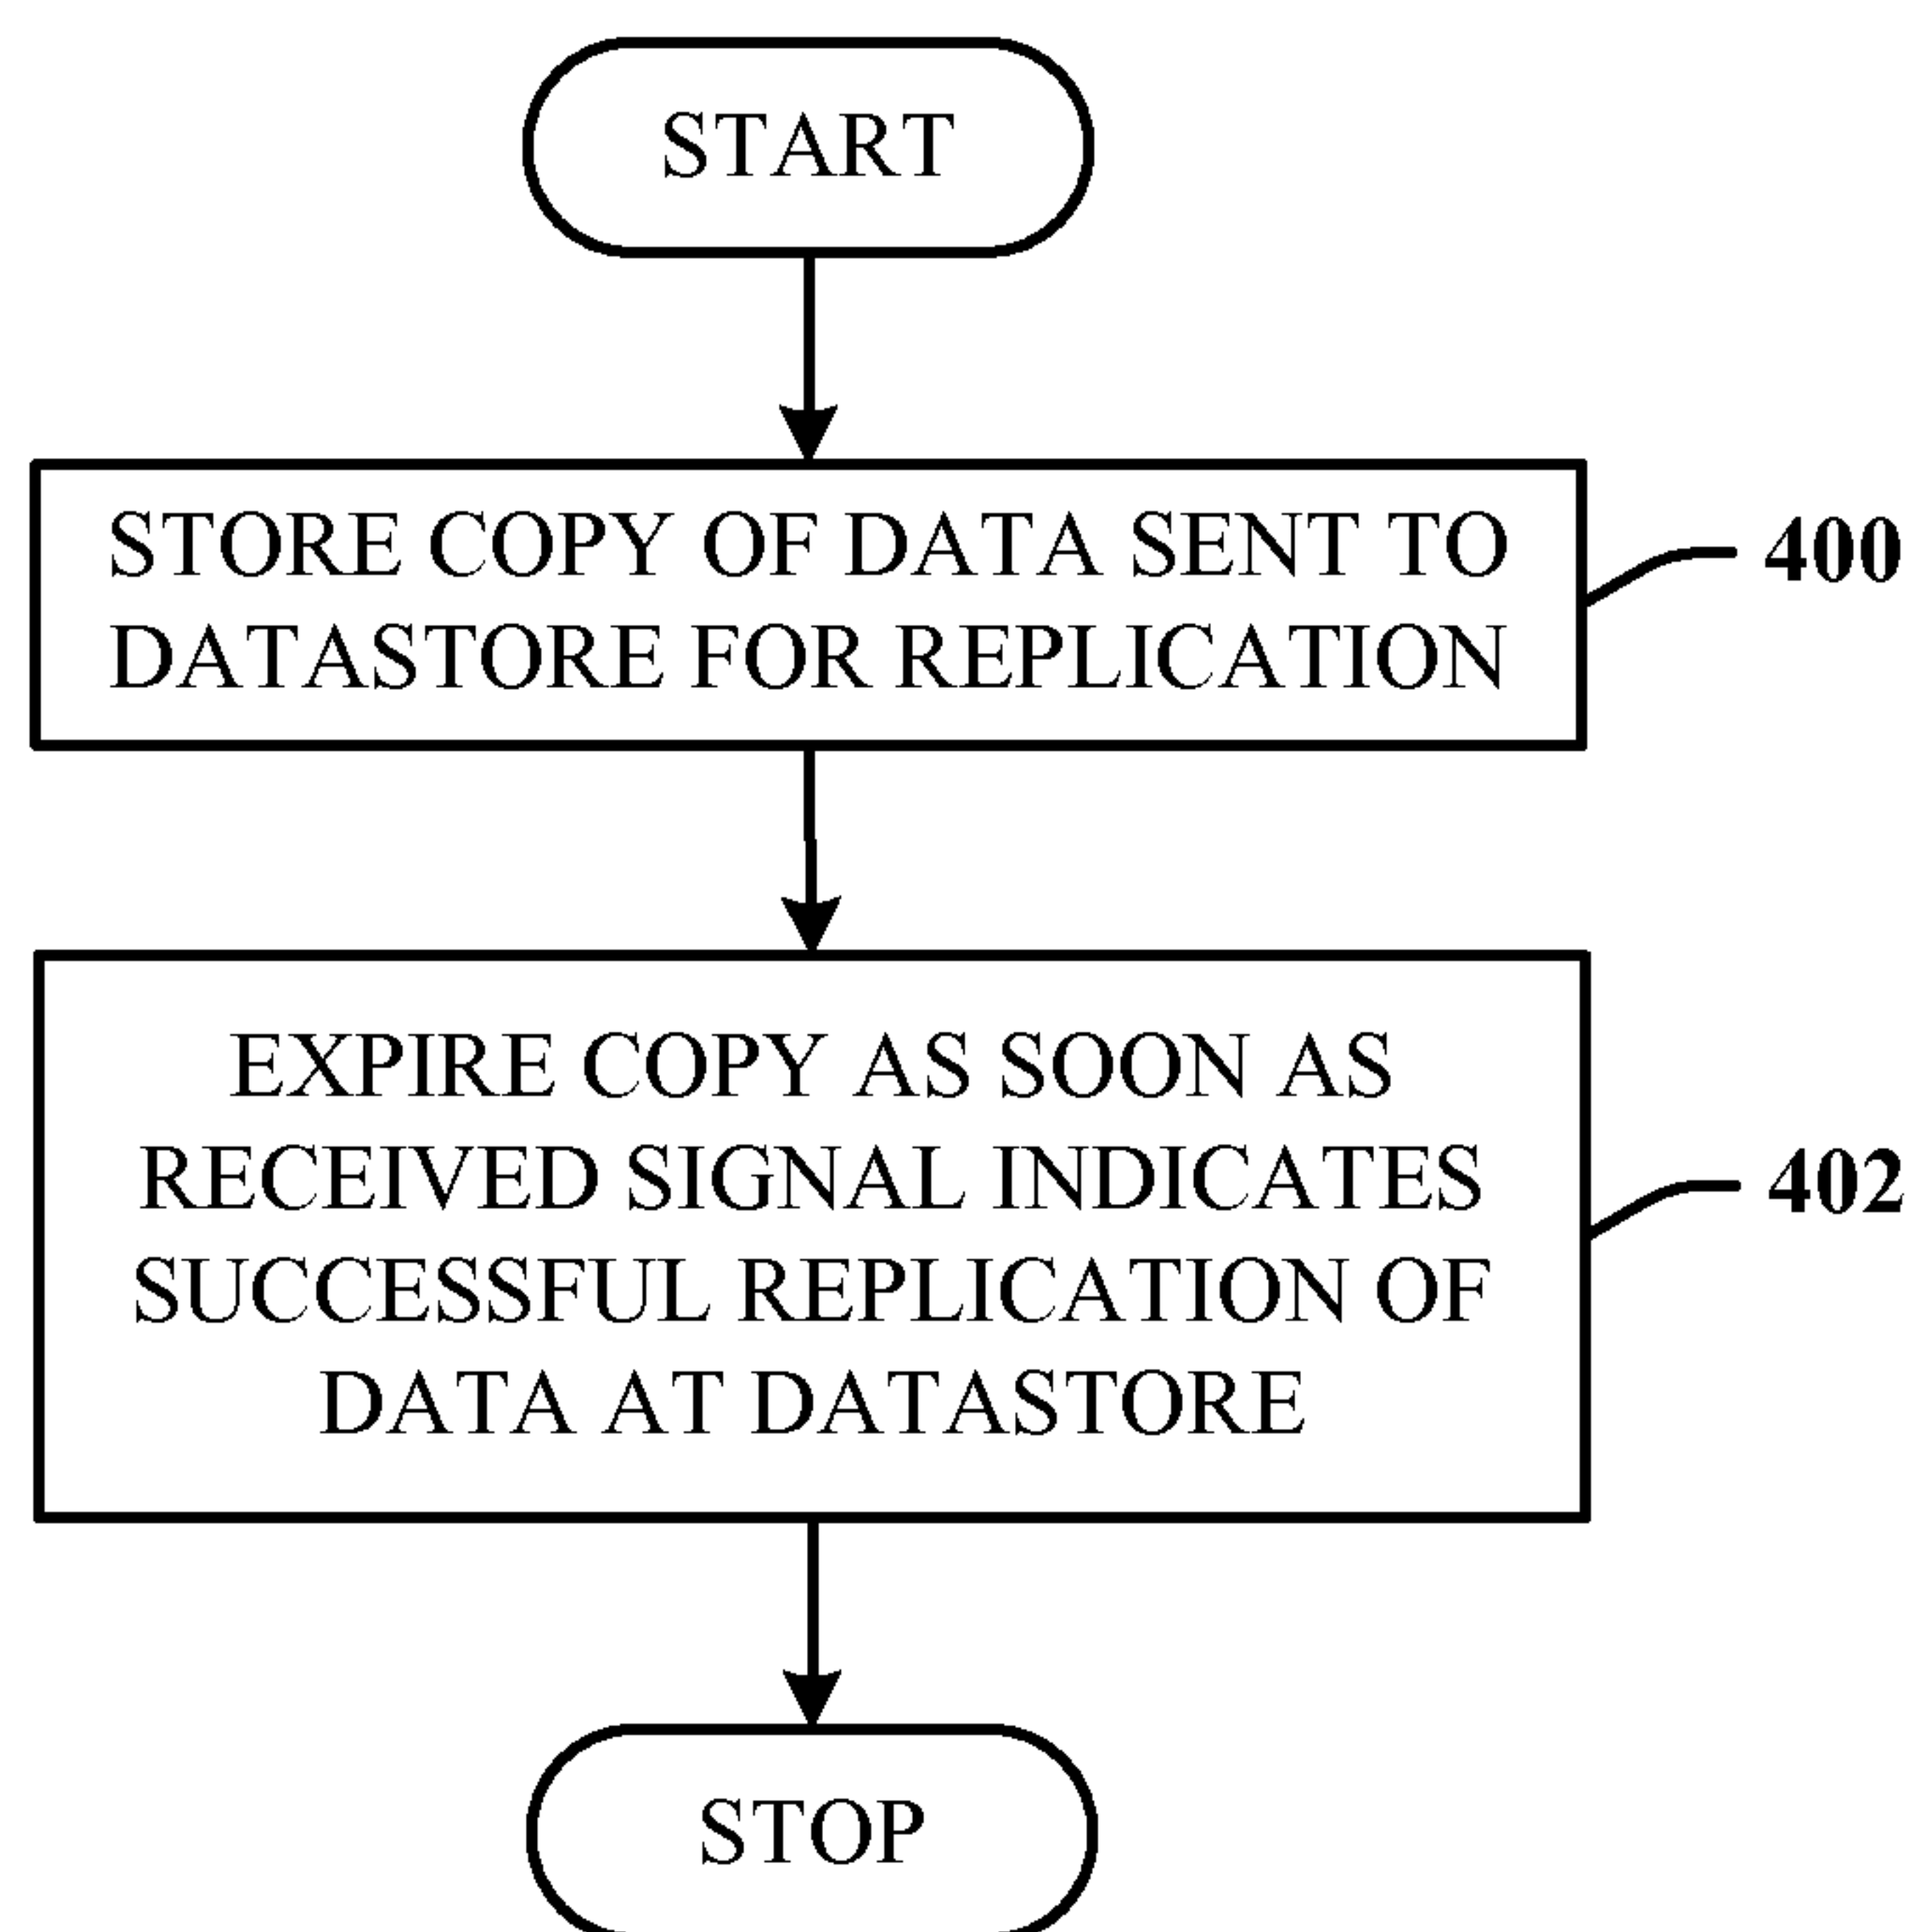 START
STORE COPY OF DATA SENT TO
DATASTORE FOR REPLICATION
400
EXPIRE COPY AS SOON AS
RECEIVED SIGNAL INDICATES
SUCCESSFUL REPLICATION OF
DATA AT DATASTORE
402
STOP